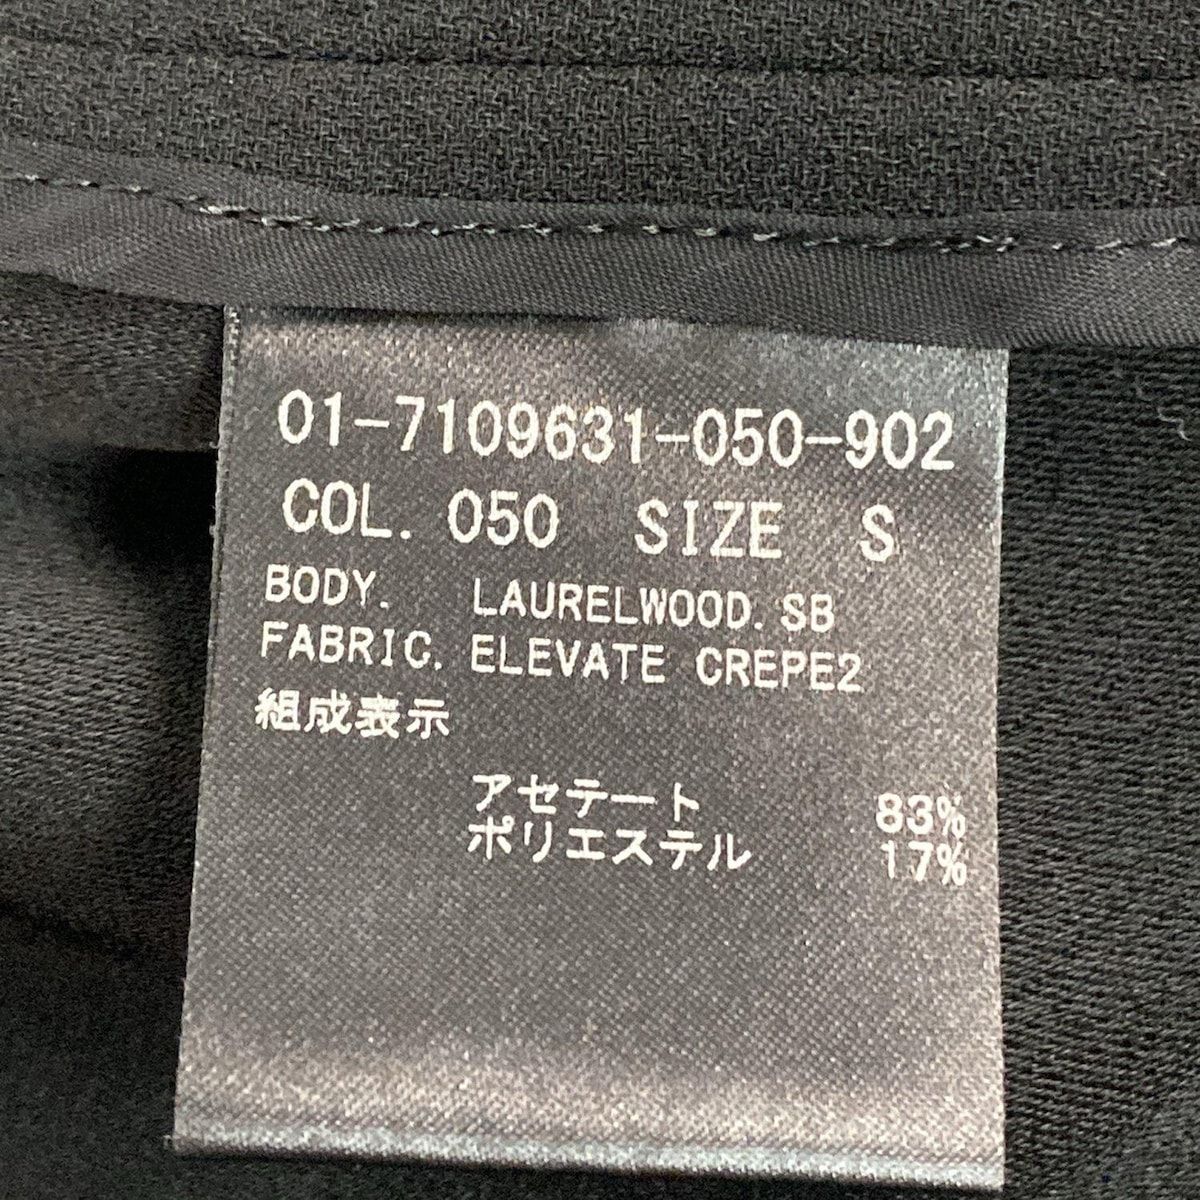 01-7109631-050-902
COL. 050 SIZE S
BODY. LAURELWOOD.SB
FABRIC. ELEVATE CREPE2
組成表示
アセテート 83%
ポリエステル 17%